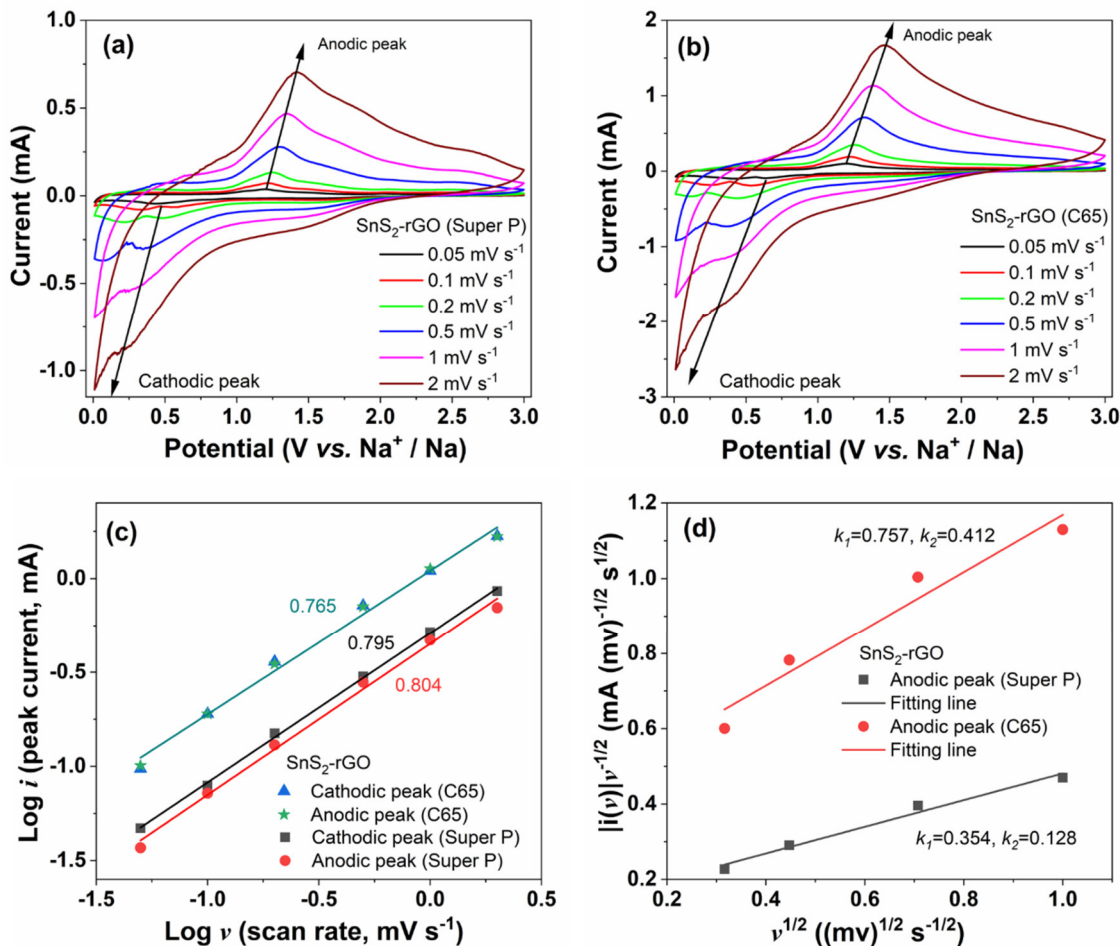 (a)
Anodic peak
Current (mA)
1.0
0.5
0.0
-0.5
-1.0
SnS2-rGO (Super P)
0.05 mV s-1
0.1 mV s-1
0.2 mV s-1
0.5 mV s-1
1 mV s-1
2 mV s-1
Cathodic peak
0.0 0.5 1.0 1.5 2.0 2.5 3.0
Potential (V vs. Na+ / Na)
(b)
Anodic peak
Current (mA)
2
1
0
-1
-2
-3
SnS2-rGO (C65)
0.05 mV s-1
0.1 mV s-1
0.2 mV s-1
0.5 mV s-1
1 mV s-1
2 mV s-1
Cathodic peak
0.0 0.5 1.0 1.5 2.0 2.5 3.0
Potential (V vs. Na+ / Na)
(c)
Log i (peak current, mA)
0.0
-0.5
-1.0
-1.5
0.765
0.795
0.804
SnS2-rGO
Cathodic peak (C65)
Anodic peak (C65)
Cathodic peak (Super P)
Anodic peak (Super P)
-1.5 -1.0 -0.5 0.0 0.5
Log v (scan rate, mV s-1)
(d)
|i(v)|v-1/2 (mA (mv)-1/2 s1/2)
1.2
1.0
0.8
0.6
0.4
0.2
k1=0.757, k2=0.412
SnS2-rGO
Anodic peak (Super P)
Fitting line
Anodic peak (C65)
Fitting line
k1=0.354, k2=0.128
0.2 0.4 0.6 0.8 1.0
v1/2 ((mv)1/2 s-1/2)